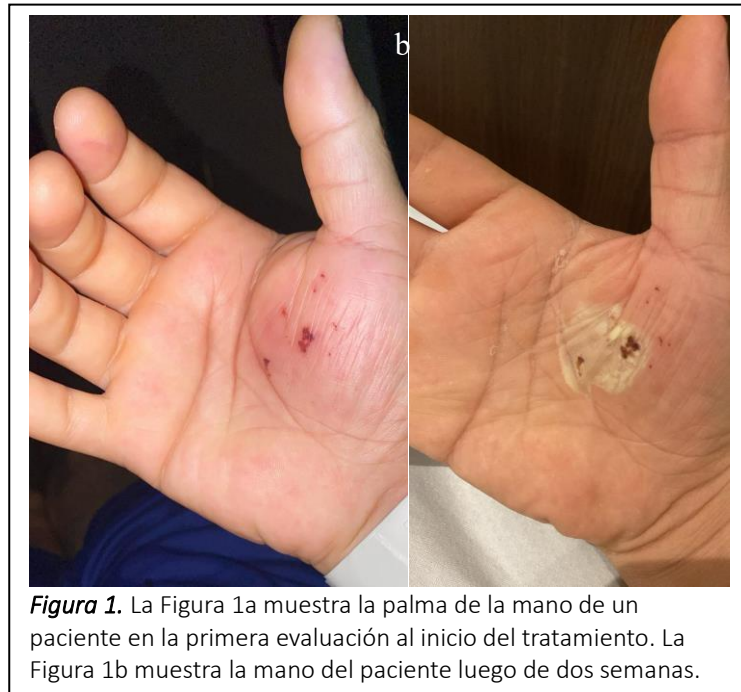 b
Figura 1. La Figura 1a muestra la palma de la mano de un
paciente en la primera evaluación al inicio del tratamiento. La
Figura 1b muestra la mano del paciente luego de dos semanas.